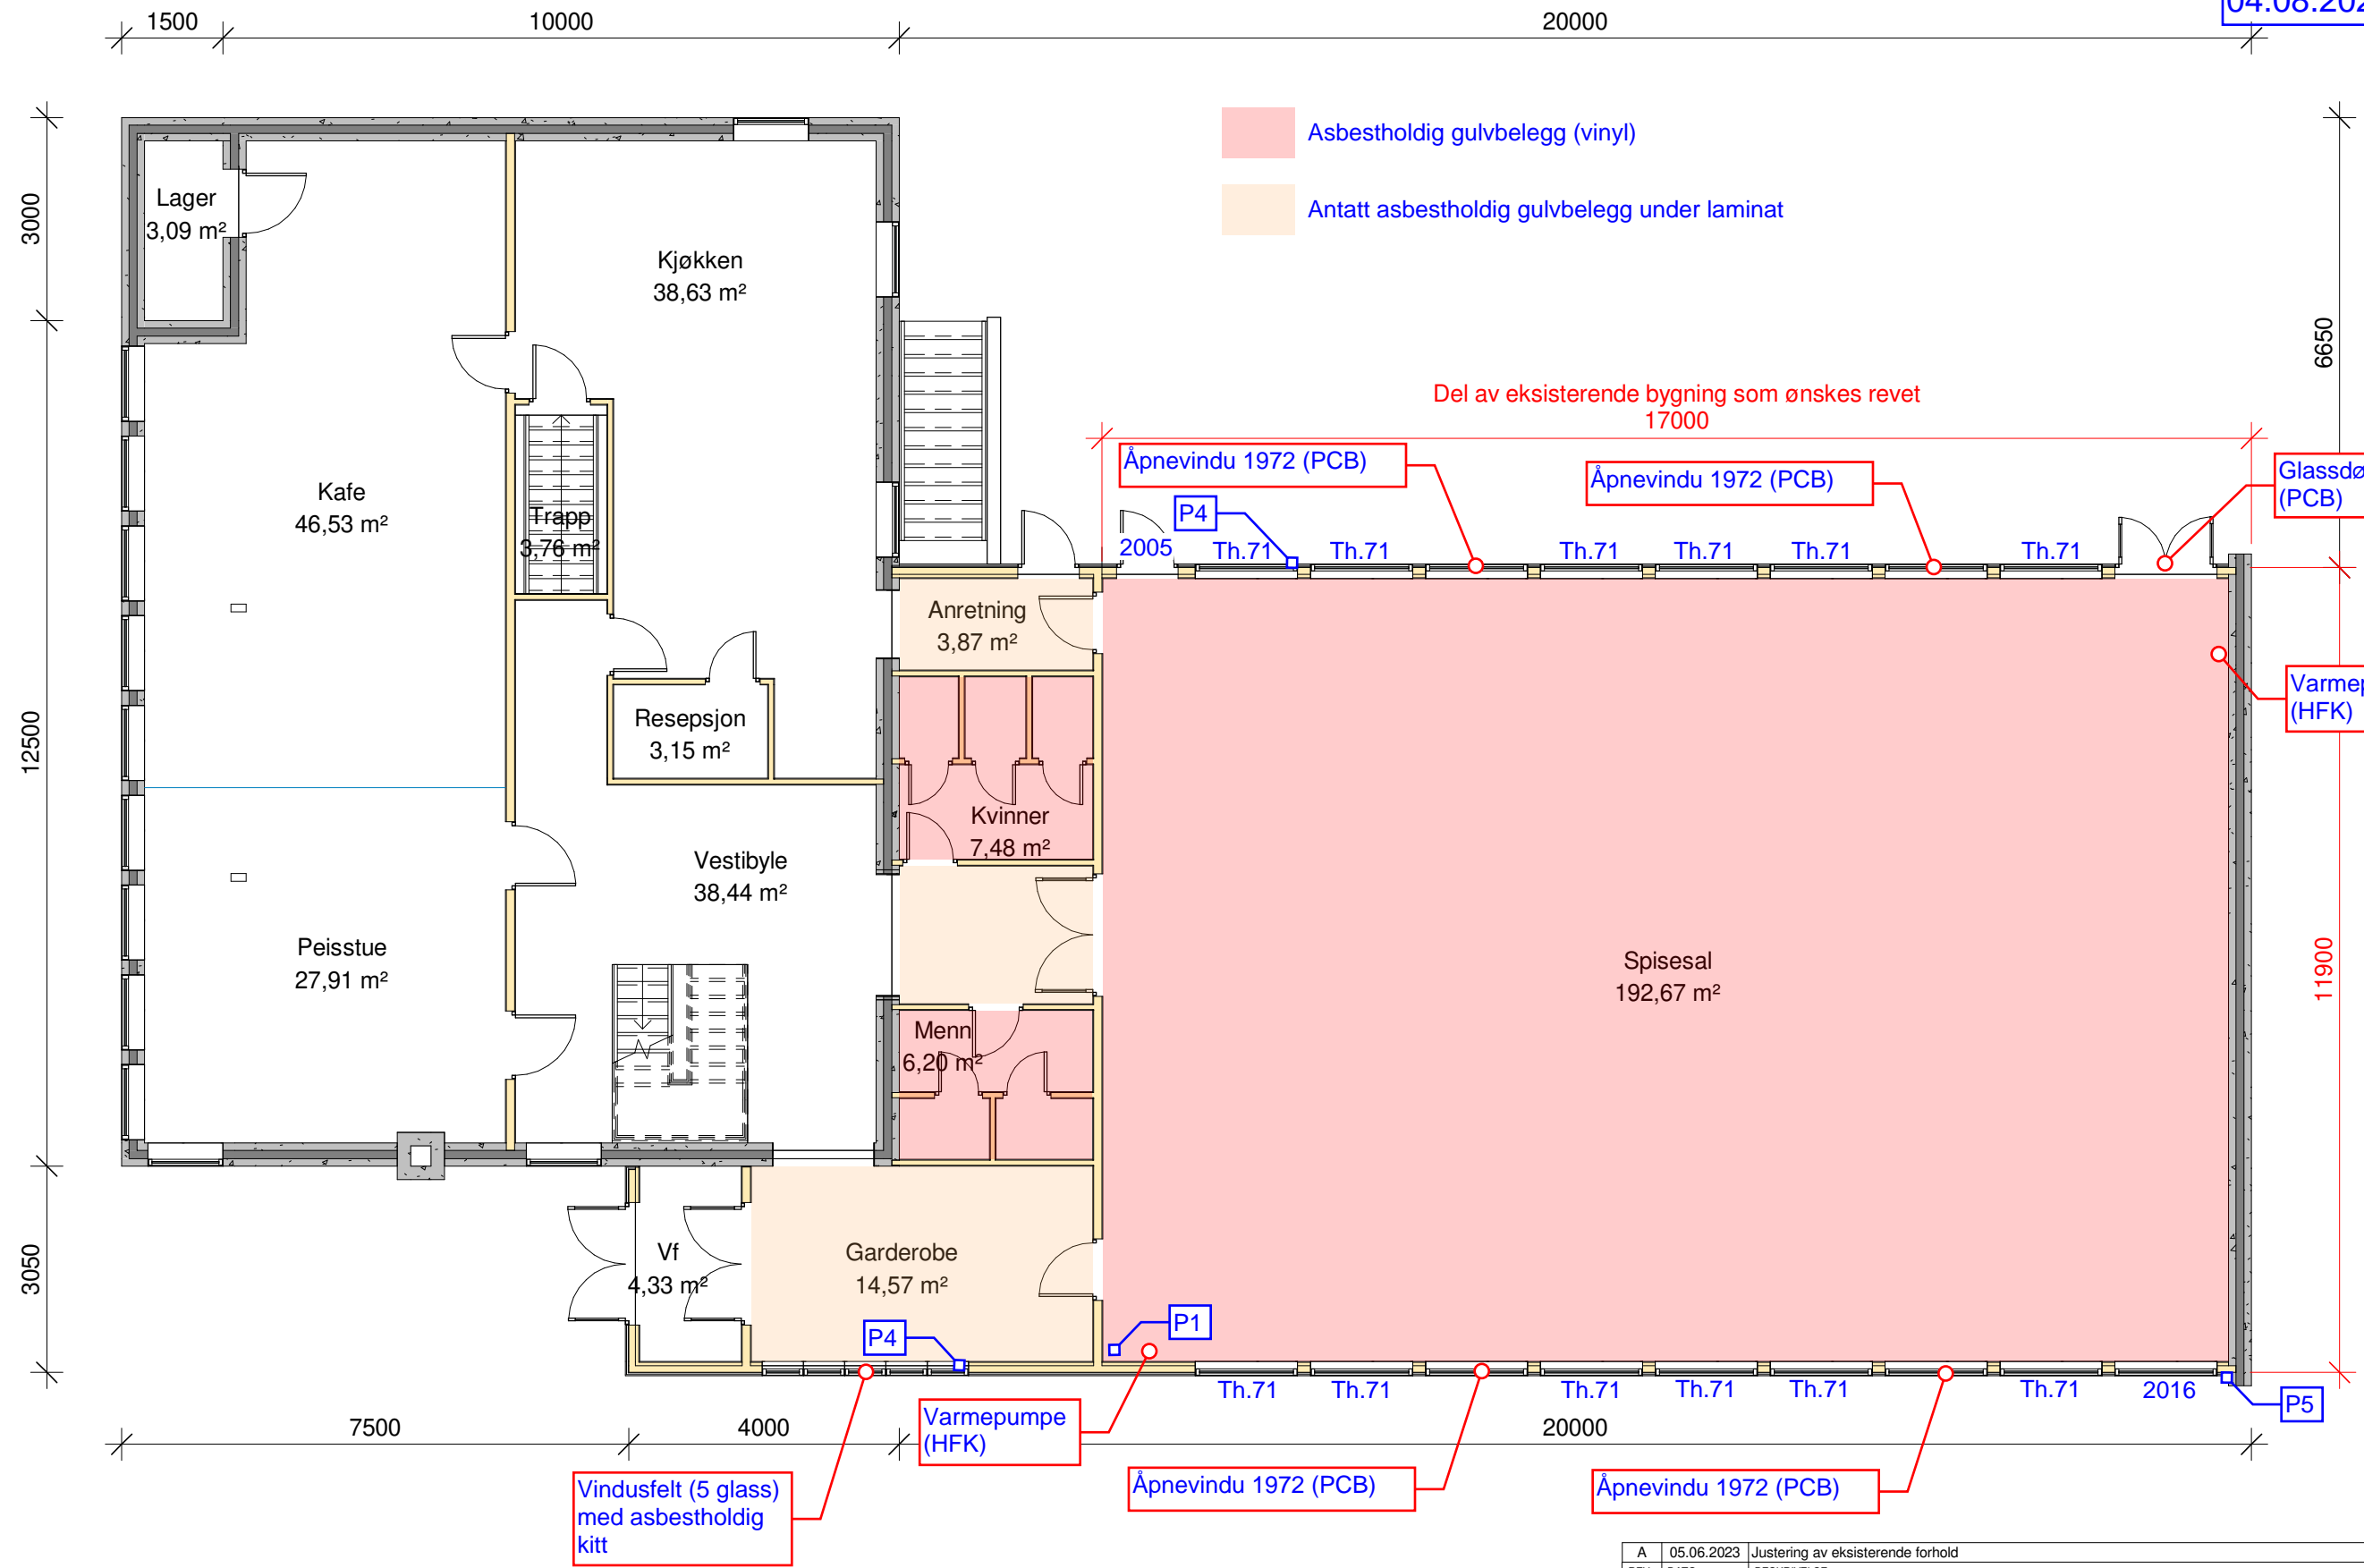 04.08.202
1500
10000
20000
Asbestholdig gulvbelegg (vinyl)
Antatt asbestholdig gulvbelegg under laminat
3000
12500
3050
6650
11900
Lager
3,09 m²
Kjøkken
38,63 m²
Kafe
46,53 m²
Trapp
3,76 m²
Del av eksisterende bygning som ønskes revet
17000
Åpnevindu 1972 (PCB)
Åpnevindu 1972 (PCB)
(PCB)
P4
2005
Th.71
Th.71
Th.71
Th.71
Th.71
Th.71
Anretning
3,87 m²
(HFK)
Resepsjon
3,15 m²
Kvinner
7,48 m²
Vestibyle
38,44 m²
Peisstue
27,91 m²
Spisesal
192,67 m²
Menn
6,20 m²
Vf
4,33 m²
Garderobe
14,57 m²
P4
P1
Th.71
Th.71
Th.71
Th.71
Th.71
Th.71
2016
P5
7500
4000
20000
Varmepumpe
(HFK)
Vindusfelt (5 glass)
med asbestholdig
kitt
Åpnevindu 1972 (PCB)
Åpnevindu 1972 (PCB)
A 05.06.2023 Justering av eksisterende forhold